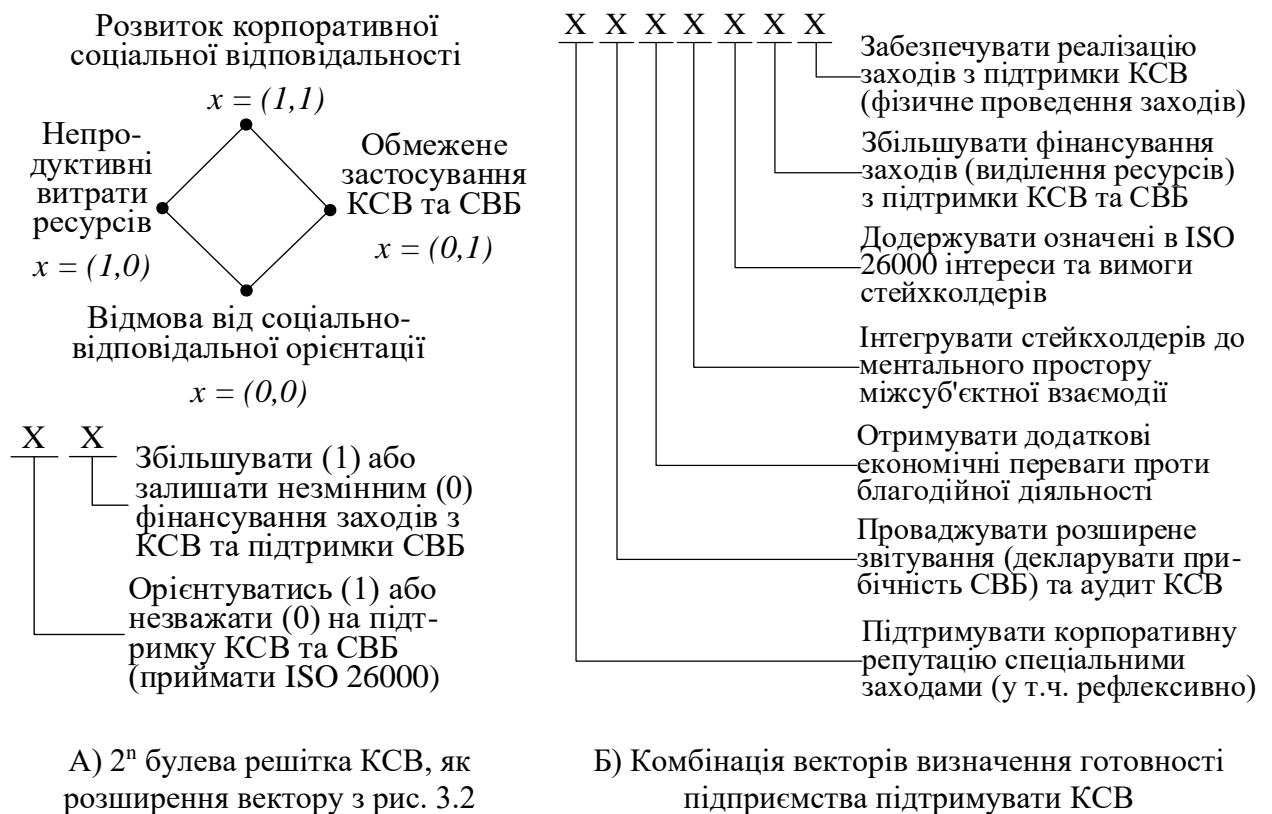 Розвиток корпоративної
соціальної відповідальності
x = (1,1)
Непро-
дуктивні
витрати
ресурсів
x = (1,0)
Обмежене
застосування
КСВ та СВБ
x = (0,1)
Відмова від соціально-
відповідальної орієнтації
x = (0,0)
X X
Збільшувати (1) або
залишати незмінним (0)
фінансування заходів з
КСВ та підтримки СВБ
Орієнтуватись (1) або
незважати (0) на підт-
римку КСВ та СВБ
(приймати ISO 26000)
А) 2ⁿ булева решітка КСВ, як
розширення вектору з рис. 3.2
X X X X X X X
Забезпечувати реалізацію
заходів з підтримки КСВ
(фізичне проведення заходів)
Збільшувати фінансування
заходів (виділення ресурсів)
з підтримки КСВ та СВБ
Додержувати означені в ISO
26000 інтереси та вимоги
стейхколдерів
Інтегрувати стейкхолдерів до
ментального простору
міжсуб'єктної взаємодії
Отримувати додаткові
економічні переваги проти
благодійної діяльності
Проваджувати розширене
звітування (декларувати при-
бічність СВБ) та аудит КСВ
Підтримувати корпоративну
репутацію спеціальними
заходами (у т.ч. рефлексивно)
Б) Комбінація векторів визначення готовності
підприємства підтримувати КСВ